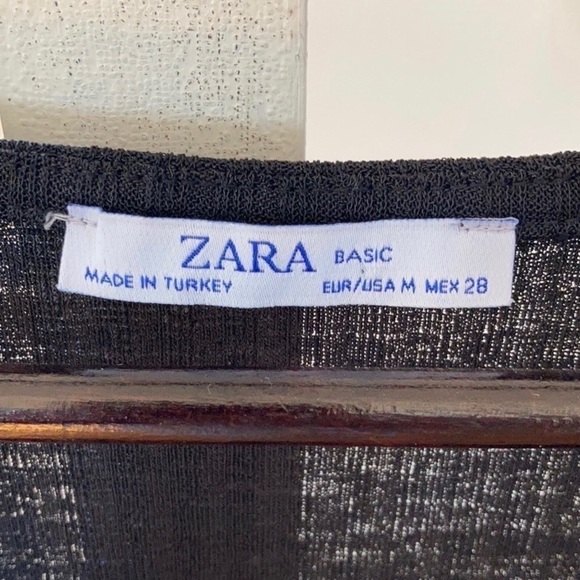 ZARA BASIC
MADE IN TURKEY EUR/USA M MEX 28